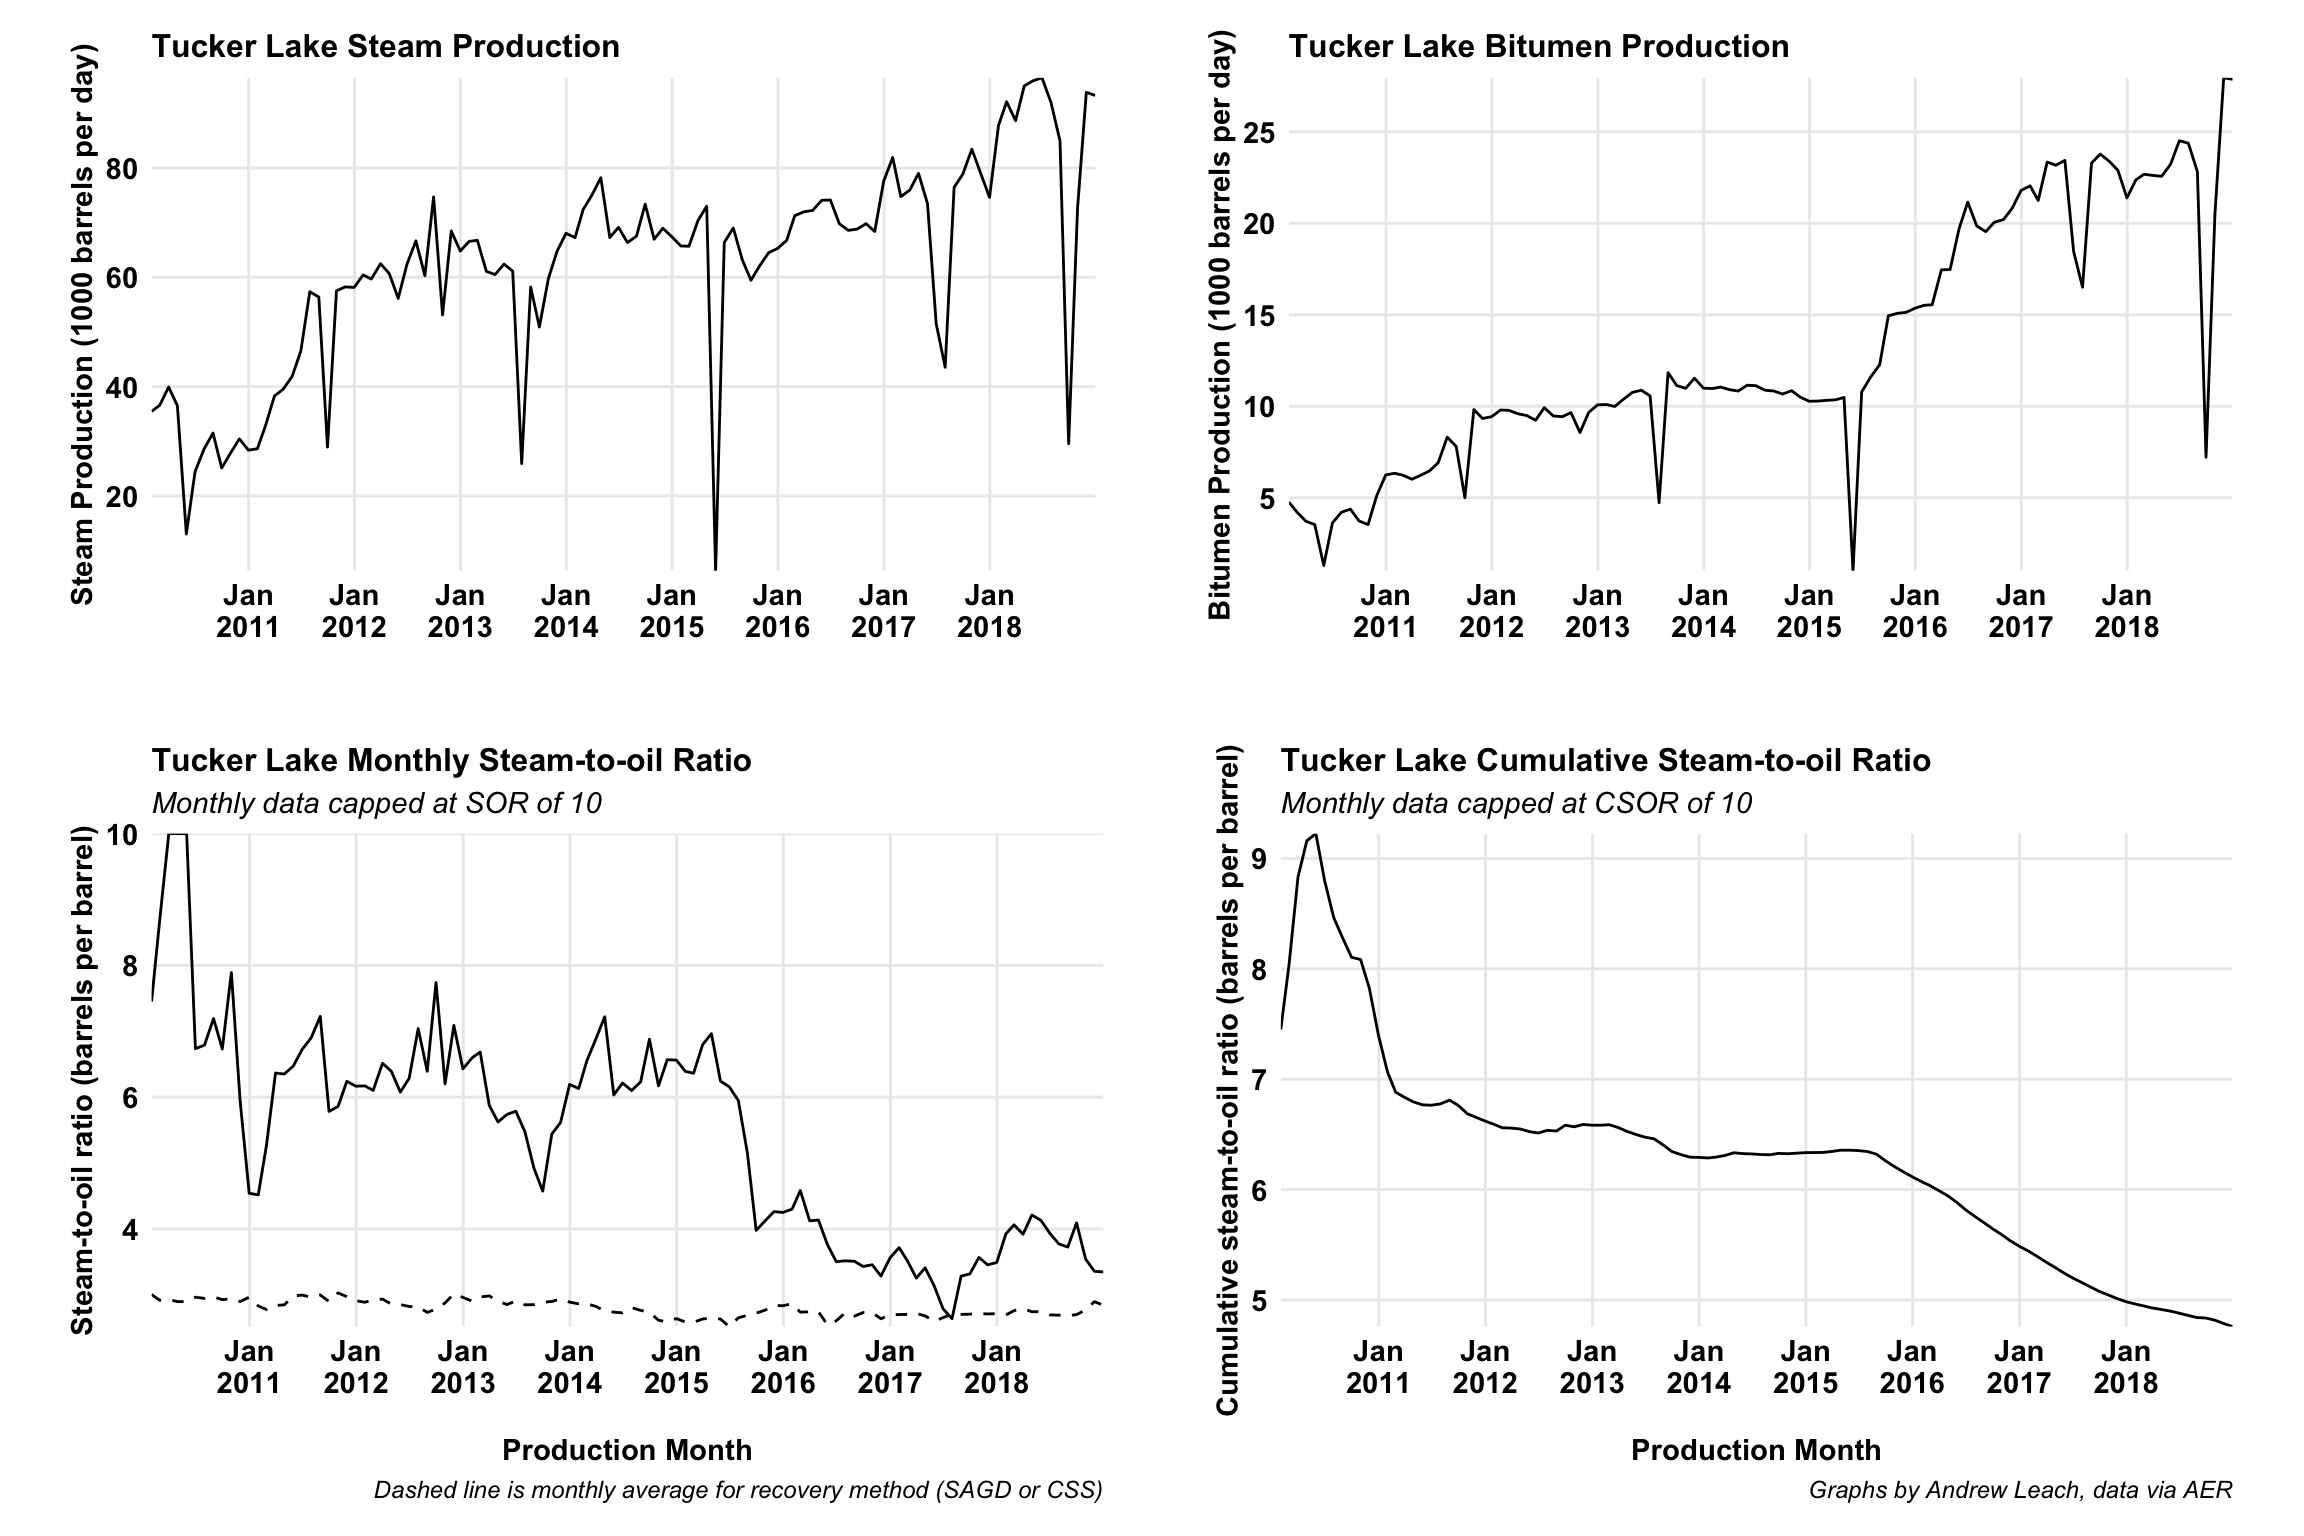 Tucker Lake Steam Production
Steam Production (1000 barrels per day)
80
60
40
20
Jan Jan Jan Jan Jan Jan Jan Jan
2011 2012 2013 2014 2015 2016 2017 2018
Tucker Lake Bitumen Production
Bitumen Production (1000 barrels per day)
25
20
15
10
5
Jan Jan Jan Jan Jan Jan Jan Jan
2011 2012 2013 2014 2015 2016 2017 2018
Tucker Lake Monthly Steam-to-oil Ratio
Monthly data capped at SOR of 10
Steam-to-oil ratio (barrels per barrel)
10
8
6
4
Jan Jan Jan Jan Jan Jan Jan Jan
2011 2012 2013 2014 2015 2016 2017 2018
Production Month
Dashed line is monthly average for recovery method (SAGD or CSS)
Tucker Lake Cumulative Steam-to-oil Ratio
Monthly data capped at CSOR of 10
Cumulative steam-to-oil ratio (barrels per barrel)
9
8
7
6
5
Jan Jan Jan Jan Jan Jan Jan Jan
2011 2012 2013 2014 2015 2016 2017 2018
Production Month
Graphs by Andrew Leach, data via AER